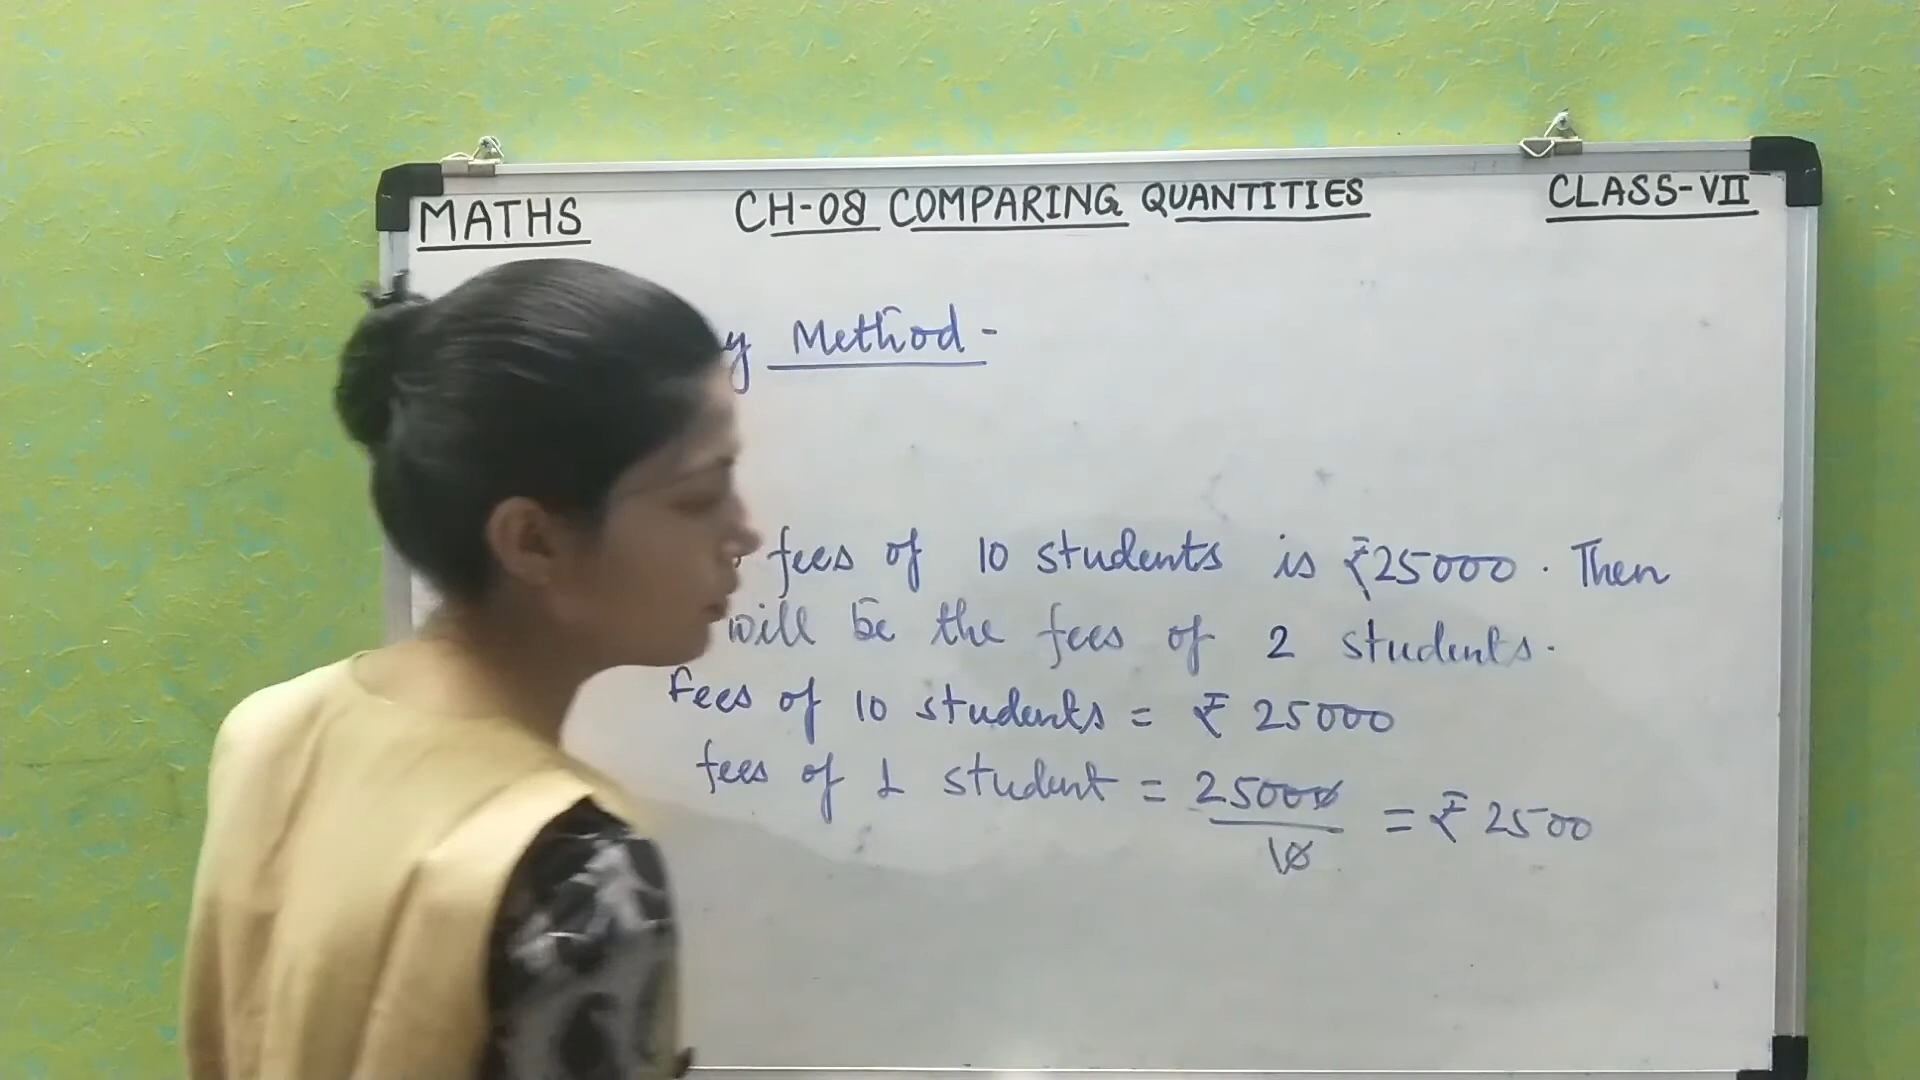 MATHS CH-08 COMPARING QUANTITIES CLASS-VII
Method -
fees of 10 students is ₹25000. Then
will be the fees of 2 students.
Fees of 10 students = ₹ 25000
fees of 1 student = 25000 = ₹ 2500
10